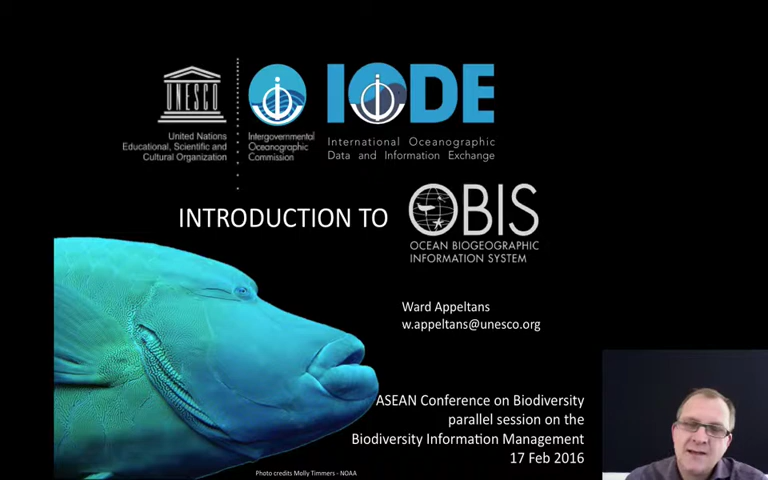 UNESCO
United Nations
Educational, Scientific and
Cultural Organization
Intergovernmental
Oceanographic
Commission
IODE
International Oceanographic
Data and Information Exchange
INTRODUCTION TO
OBIS
OCEAN BIOGEOGRAPHIC
INFORMATION SYSTEM
Ward Appeltans
w.appeltans@unesco.org
ASEAN Conference on Biodiversity
parallel session on the
Biodiversity Information Management
17 Feb 2016
Photo credits Molly Timmers - NOAA